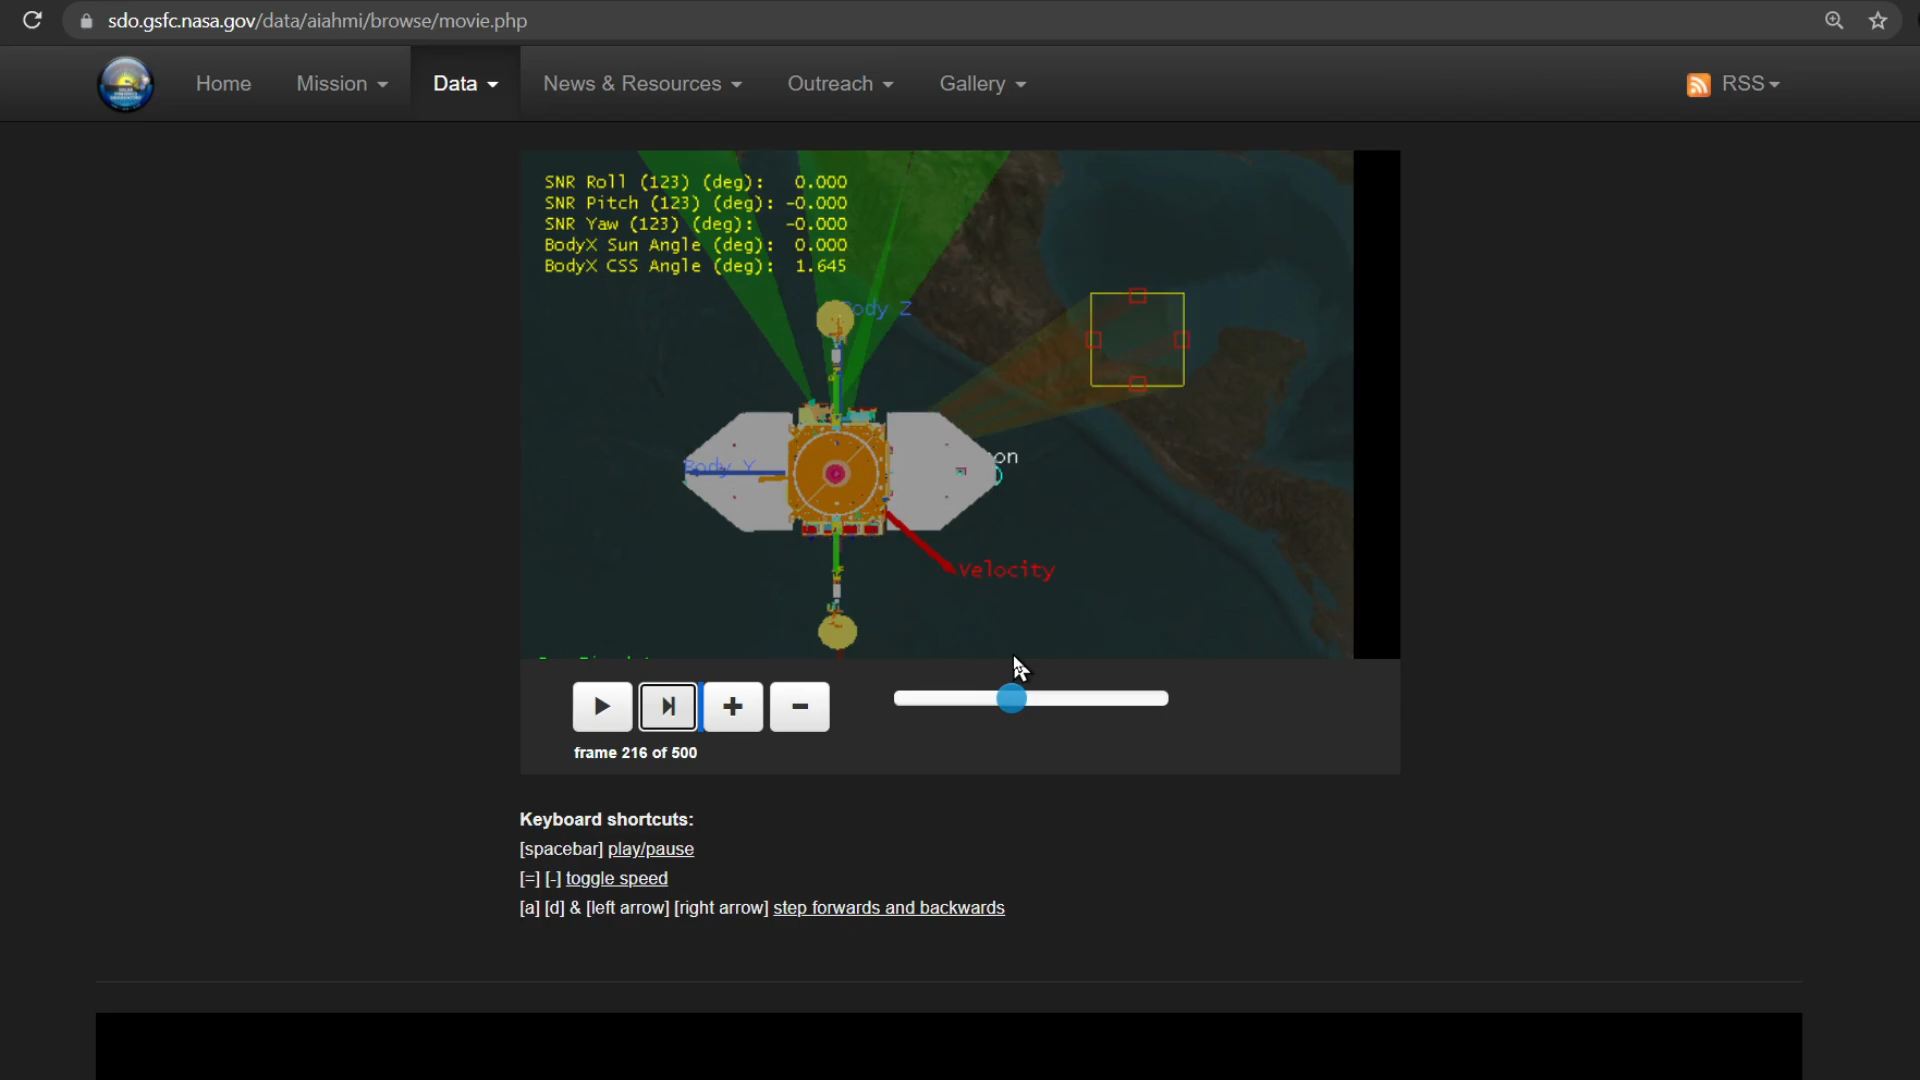 sdo.gsfc.nasa.gov/data/aiahmi/browse/movie.php
Home Mission Data News & Resources Outreach Gallery RSS
SNR Roll (123) (deg): 0.000
SNR Pitch (123) (deg): -0.000
SNR Yaw (123) (deg): -0.000
BodyX Sun Angle (deg): 0.000
BodyX CSS Angle (deg): 1.645
Body Z
on
Body Y
Velocity
frame 216 of 500
Keyboard shortcuts:
[spacebar] play/pause
[=] [-] toggle speed
[a] [d] & [left arrow] [right arrow] step forwards and backwards